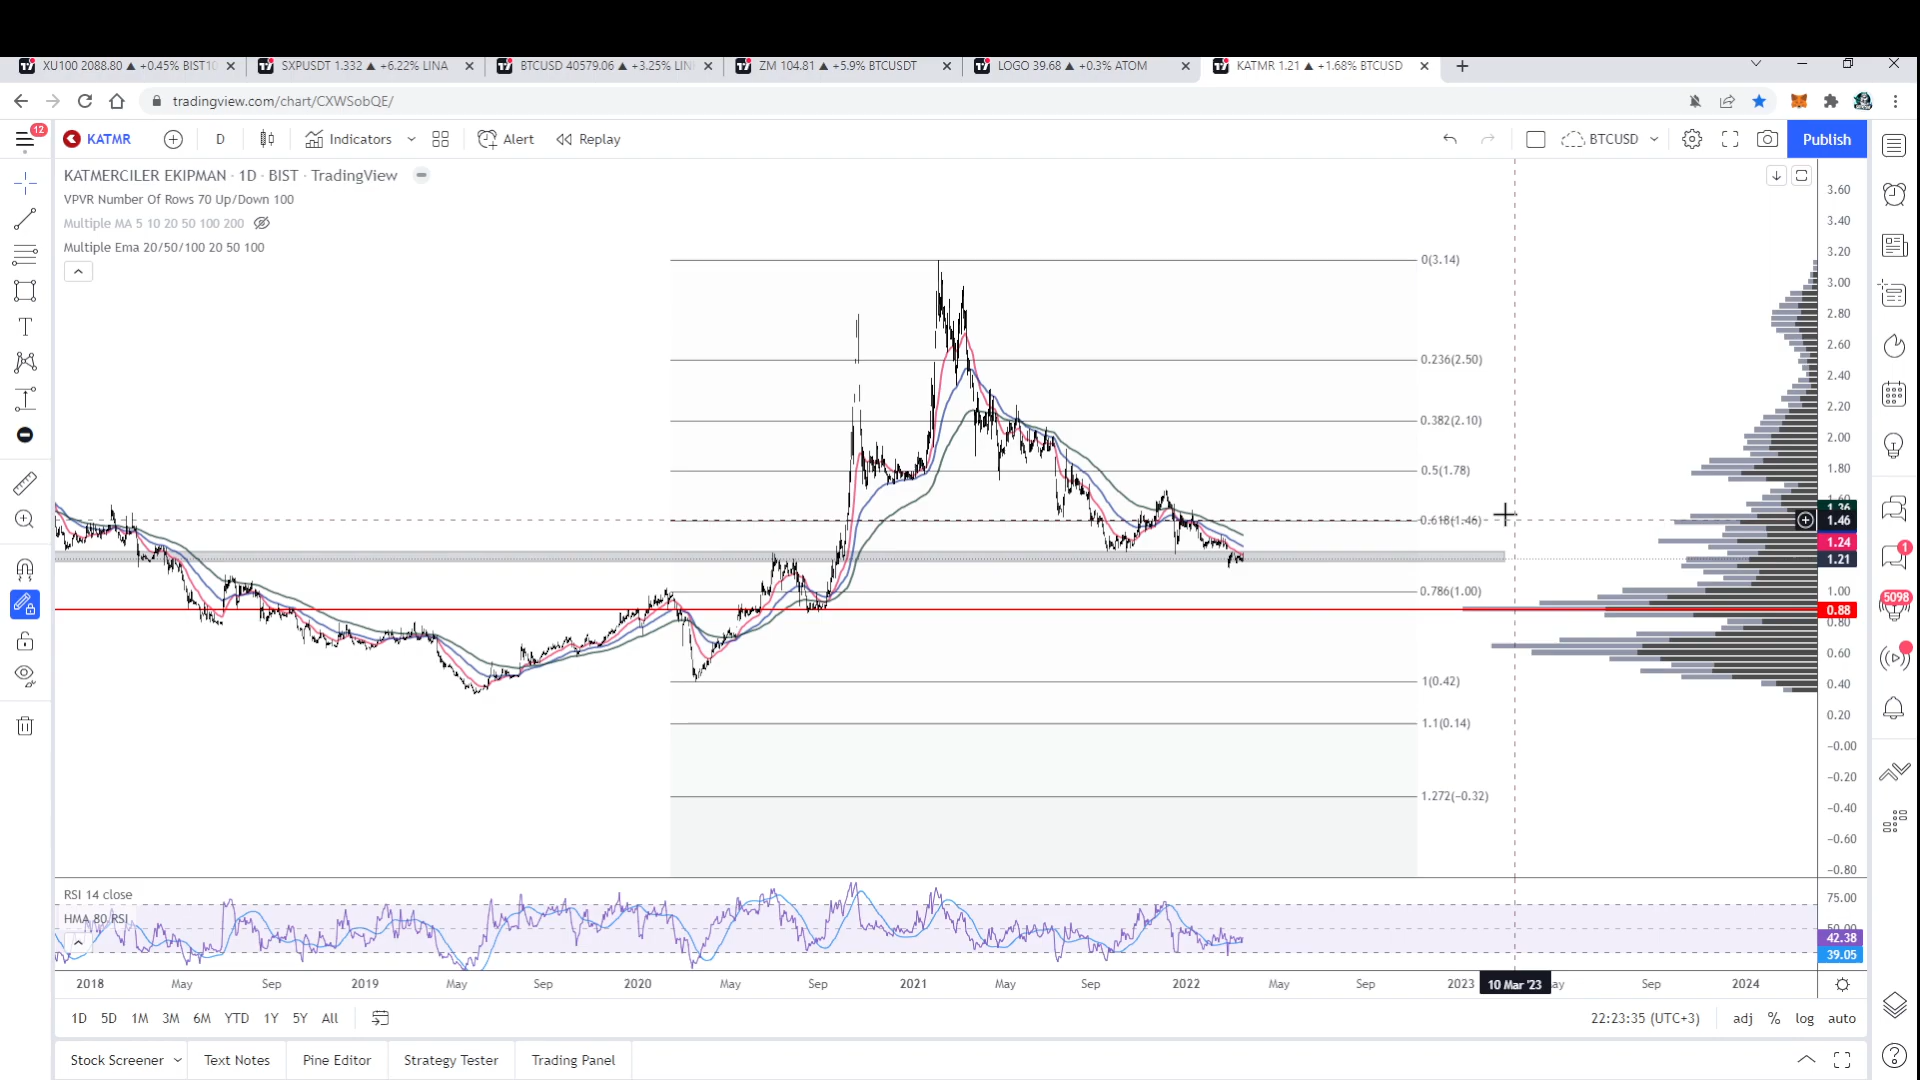 XU100 2088.80 ▲ +0.45% BIST10
SXPUSDT 1.332 ▲ +6.22% LINA
BTCUSD 40579.06 ▲ +3.25% LIN
ZM 104.81 ▲ +5.9% BTCUSDT
LOGO 39.68 ▲ +0.3% ATOM
KATMR 1.21 ▲ +1.68% BTCUSD
tradingview.com/chart/CXWSobQE/
12
KATMR
D
Indicators
Alert
Replay
BTCUSD
Publish
KATMERCILER EKIPMAN · 1D · BIST · TradingView
VPVR Number Of Rows 70 Up/Down 100
Multiple MA 5 10 20 50 100 200
Multiple Ema 20/50/100 20 50 100
0(3.14)
0.236(2.50)
0.382(2.10)
0.5(1.78)
0.618(1.46)
0.786(1.00)
1(0.42)
1.1(0.14)
1.272(−0.32)
3.60
3.40
3.20
3.00
2.80
2.60
2.40
2.20
2.00
1.80
1.60
1.36
1.46
1.24
1.21
1.00
0.88
0.80
0.60
0.40
0.20
−0.00
−0.20
−0.40
−0.60
−0.80
1
5098
RSI 14 close
HMA 80 RSI
75.00
50.00
42.38
39.05
2018 May Sep 2019 May Sep 2020 May Sep 2021 May Sep 2022 May Sep 2023 10 Mar '23 ay Sep 2024
1D 5D 1M 3M 6M YTD 1Y 5Y All
22:23:35 (UTC+3) adj % log auto
Stock Screener Text Notes Pine Editor Strategy Tester Trading Panel